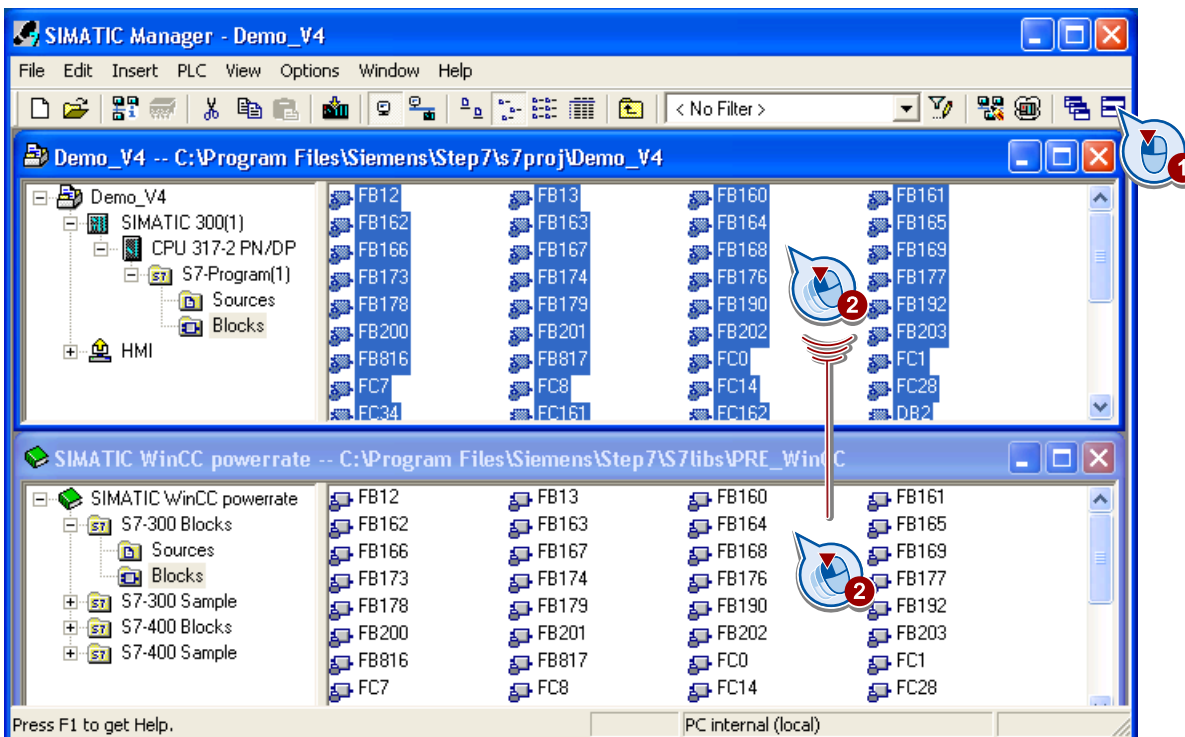 SIMATIC Manager - Demo_V4
File Edit Insert PLC View Options Window Help
< No Filter >
1
Demo_V4 -- C:\Program Files\Siemens\Step7\s7proj\Demo_V4
Demo_V4
SIMATIC 300(1)
CPU 317-2 PN/DP
S7-Program(1)
Sources
Blocks
HMI
FB12 FB13 FB160 FB161
FB162 FB163 FB164 FB165
FB166 FB167 FB168 FB169
FB173 FB174 FB176 FB177
FB178 FB179 FB190 FB192
FB200 FB201 FB202 FB203
FB816 FB817 FC0 FC1
FC7 FC8 FC14 FC28
FC34 FC161 FC162 DB2
2
SIMATIC WinCC powerrate -- C:\Program Files\Siemens\Step7\S7libs\PRE_WinCC
SIMATIC WinCC powerrate
S7-300 Blocks
Sources
Blocks
S7-300 Sample
S7-400 Blocks
S7-400 Sample
FB12 FB13 FB160 FB161
FB162 FB163 FB164 FB165
FB166 FB167 FB168 FB169
FB173 FB174 FB176 FB177
FB178 FB179 FB190 FB192
FB200 FB201 FB202 FB203
FB816 FB817 FC0 FC1
FC7 FC8 FC14 FC28
2
Press F1 to get Help. PC internal (local)